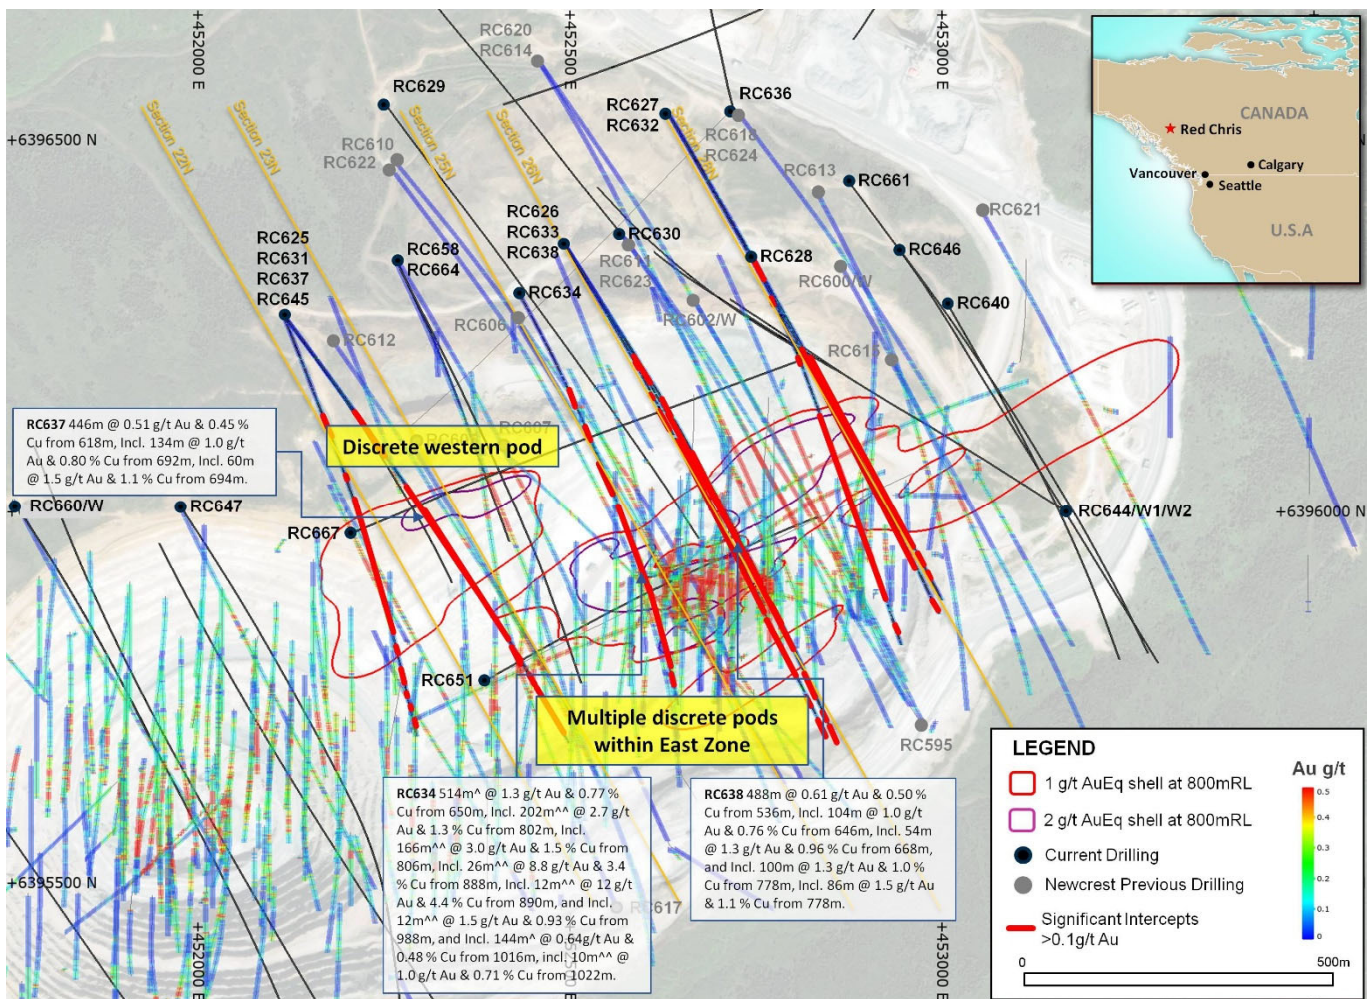 452000 E
452500 E
453000 E
RC620
RC614
RC629
RC627
RC632
RC636
RC618
RC624
+6396500 N
Section 22N
Section 23N
Section 25N
Section 26N
RC610
RC622
RC613
RC661
RC621
RC626
RC633
RC638
RC630
RC611
RC623
RC628
RC646
RC600/W
RC625
RC631
RC637
RC645
RC658
RC664
RC634
RC606
RC602/W
RC640
RC612
RC615
RC637 446m @ 0.51 g/t Au & 0.45 %
Cu from 618m, Incl. 134m @ 1.0 g/t
Au & 0.80 % Cu from 692m, Incl. 60m
@ 1.5 g/t Au & 1.1 % Cu from 694m.
Discrete western pod
RC660/W
RC647
RC667
RC644/W1/W2
+6396000 N
RC651
Multiple discrete pods
within East Zone
RC595
RC634 514m^ @ 1.3 g/t Au & 0.77 %
Cu from 650m, Incl. 202m^^ @ 2.7 g/t
Au & 1.3 % Cu from 802m, Incl.
166m^^ @ 3.0 g/t Au & 1.5 % Cu from
806m, Incl. 26m^^ @ 8.8 g/t Au & 3.4
% Cu from 888m, Incl. 12m^^ @ 12 g/t
Au & 4.4 % Cu from 890m, and Incl.
12m^^ @ 1.5 g/t Au & 0.93 % Cu from
988m, and Incl. 144m^ @ 0.64g/t Au &
0.48 % Cu from 1016m, incl. 10m^^ @
1.0 g/t Au & 0.71 % Cu from 1022m.
RC638 488m @ 0.61 g/t Au & 0.50 %
Cu from 536m, Incl. 104m @ 1.0 g/t
Au & 0.76 % Cu from 646m, Incl. 54m
@ 1.3 g/t Au & 0.96 % Cu from 668m,
and Incl. 100m @ 1.3 g/t Au & 1.0 %
Cu from 778m, Incl. 86m @ 1.5 g/t Au
& 1.1 % Cu from 778m.
+6395500 N
RC617
452000 E
452500 E
453000 E
CANADA
Red Chris
Calgary
Vancouver
Seattle
U.S.A
LEGEND
Au g/t
1 g/t AuEq shell at 800mRL
2 g/t AuEq shell at 800mRL
Current Drilling
Newcrest Previous Drilling
Significant Intercepts
>0.1g/t Au
0.5
0.4
0.3
0.2
0.1
0
0
500m